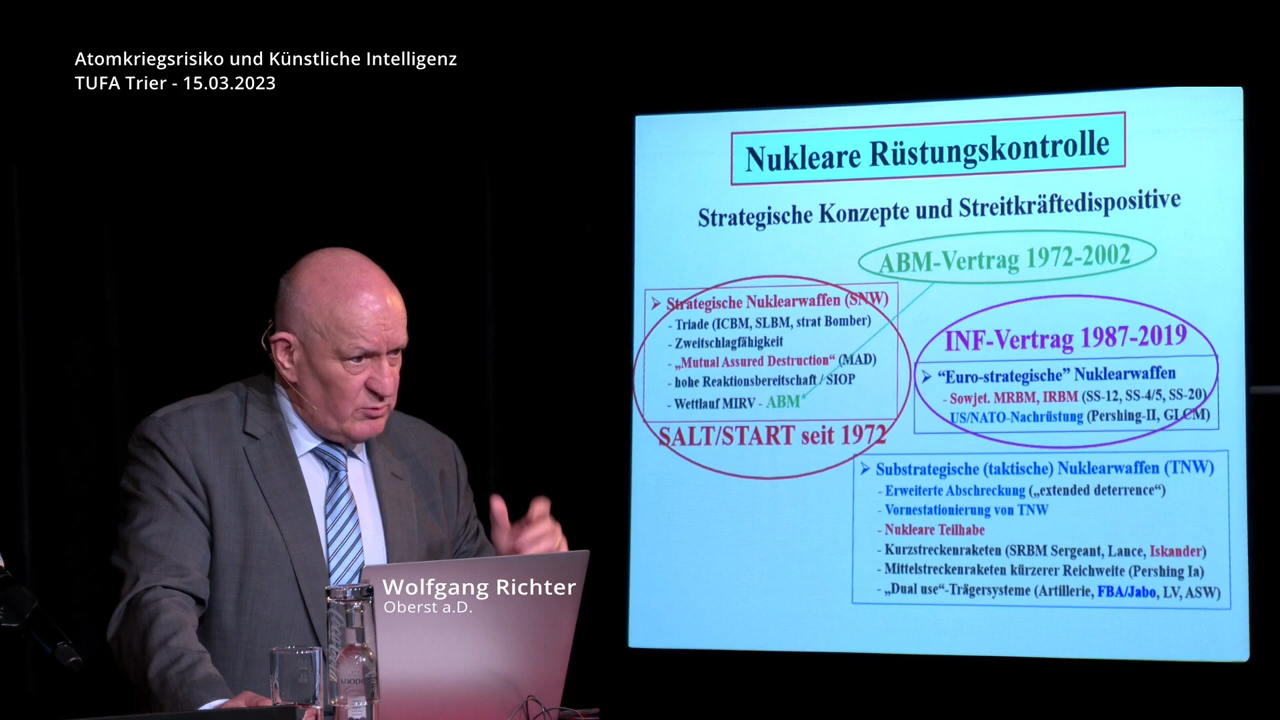 Atomkriegsrisiko und Künstliche Intelligenz
TUFA Trier - 15.03.2023
Nukleare Rüstungskontrolle
Strategische Konzepte und Streitkräftedispositive
ABM-Vertrag 1972-2002
➢ Strategische Nuklearwaffen (SNW)
- Triade (ICBM, SLBM, strat Bomber)
- Zweitschlagfähigkeit
- „Mutual Assured Destruction“ (MAD)
- hohe Reaktionsbereitschaft / SIOP
- Wettlauf MIRV - ABM
SALT/START seit 1972
INF-Vertrag 1987-2019
➢ “Euro-strategische” Nuklearwaffen
- Sowjet. MRBM, IRBM (SS-12, SS-4/5, SS-20)
US/NATO-Nachrüstung (Pershing-II, GLCM)
➢ Substrategische (taktische) Nuklearwaffen (TNW)
- Erweiterte Abschreckung („extended deterrence“)
- Vornestationierung von TNW
- Nukleare Teilhabe
- Kurzstreckenraketen (SRBM Sergeant, Lance, Iskander)
- Mittelstreckenraketen kürzerer Reichweite (Pershing Ia)
- „Dual use“-Trägersysteme (Artillerie, FBA/Jabo, LV, ASW)
Wolfgang Richter
Oberst a.D.